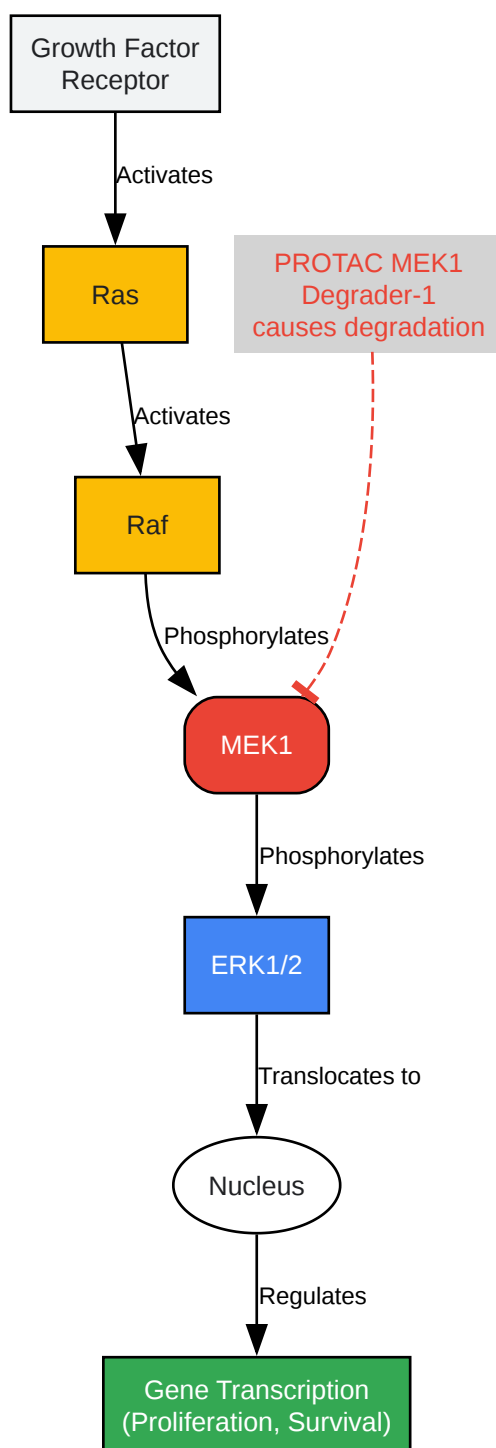 Growth Factor
Receptor
Activates
Ras
PROTAC MEK1
Degrader-1
causes degradation
Activates
Raf
Phosphorylates
MEK1
Phosphorylates
ERK1/2
Translocates to
Nucleus
Regulates
Gene Transcription
(Proliferation, Survival)